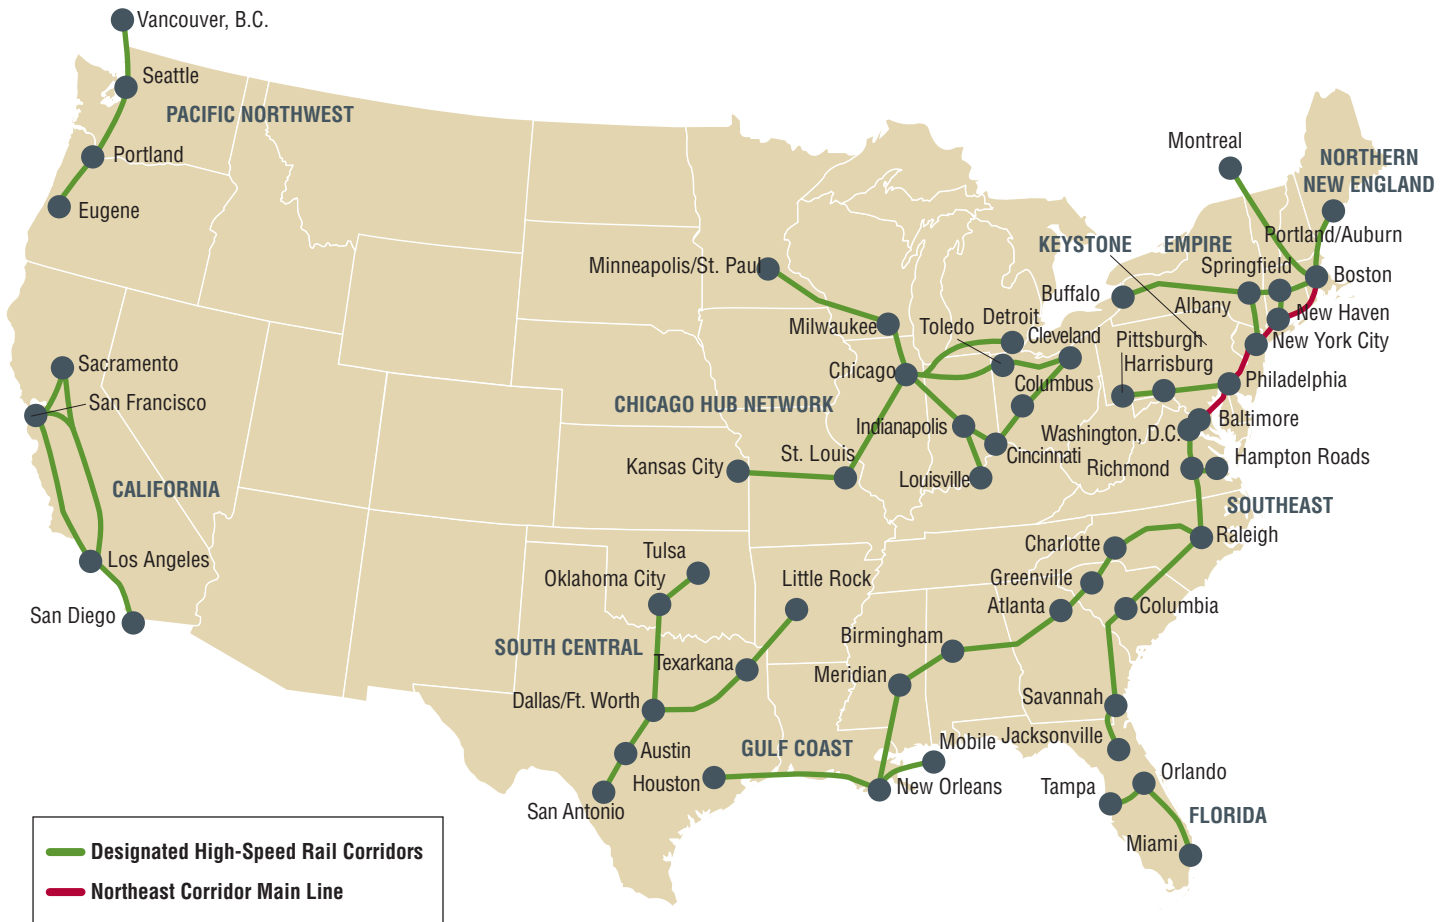 Vancouver, B.C.
Seattle
PACIFIC NORTHWEST
Portland
Eugene
Montreal
NORTHERN
NEW ENGLAND
Portland/Auburn
KEYSTONE
EMPIRE
Springfield
Boston
Minneapolis/St. Paul
Buffalo
Albany
New Haven
Milwaukee
Toledo
Detroit
Cleveland
Pittsburgh
Harrisburg
New York City
Sacramento
Chicago
Columbus
Philadelphia
San Francisco
CHICAGO HUB NETWORK
Indianapolis
Washington, D.C.
Baltimore
St. Louis
Cincinnati
Kansas City
Louisville
Richmond
Hampton Roads
CALIFORNIA
SOUTHEAST
Los Angeles
Tulsa
Charlotte
Raleigh
Oklahoma City
Little Rock
Greenville
San Diego
Atlanta
Columbia
SOUTH CENTRAL
Birmingham
Texarkana
Meridian
Dallas/Ft. Worth
Savannah
Austin
GULF COAST
Mobile
Jacksonville
Houston
New Orleans
Tampa
Orlando
San Antonio
FLORIDA
Miami
Designated High-Speed Rail Corridors
Northeast Corridor Main Line